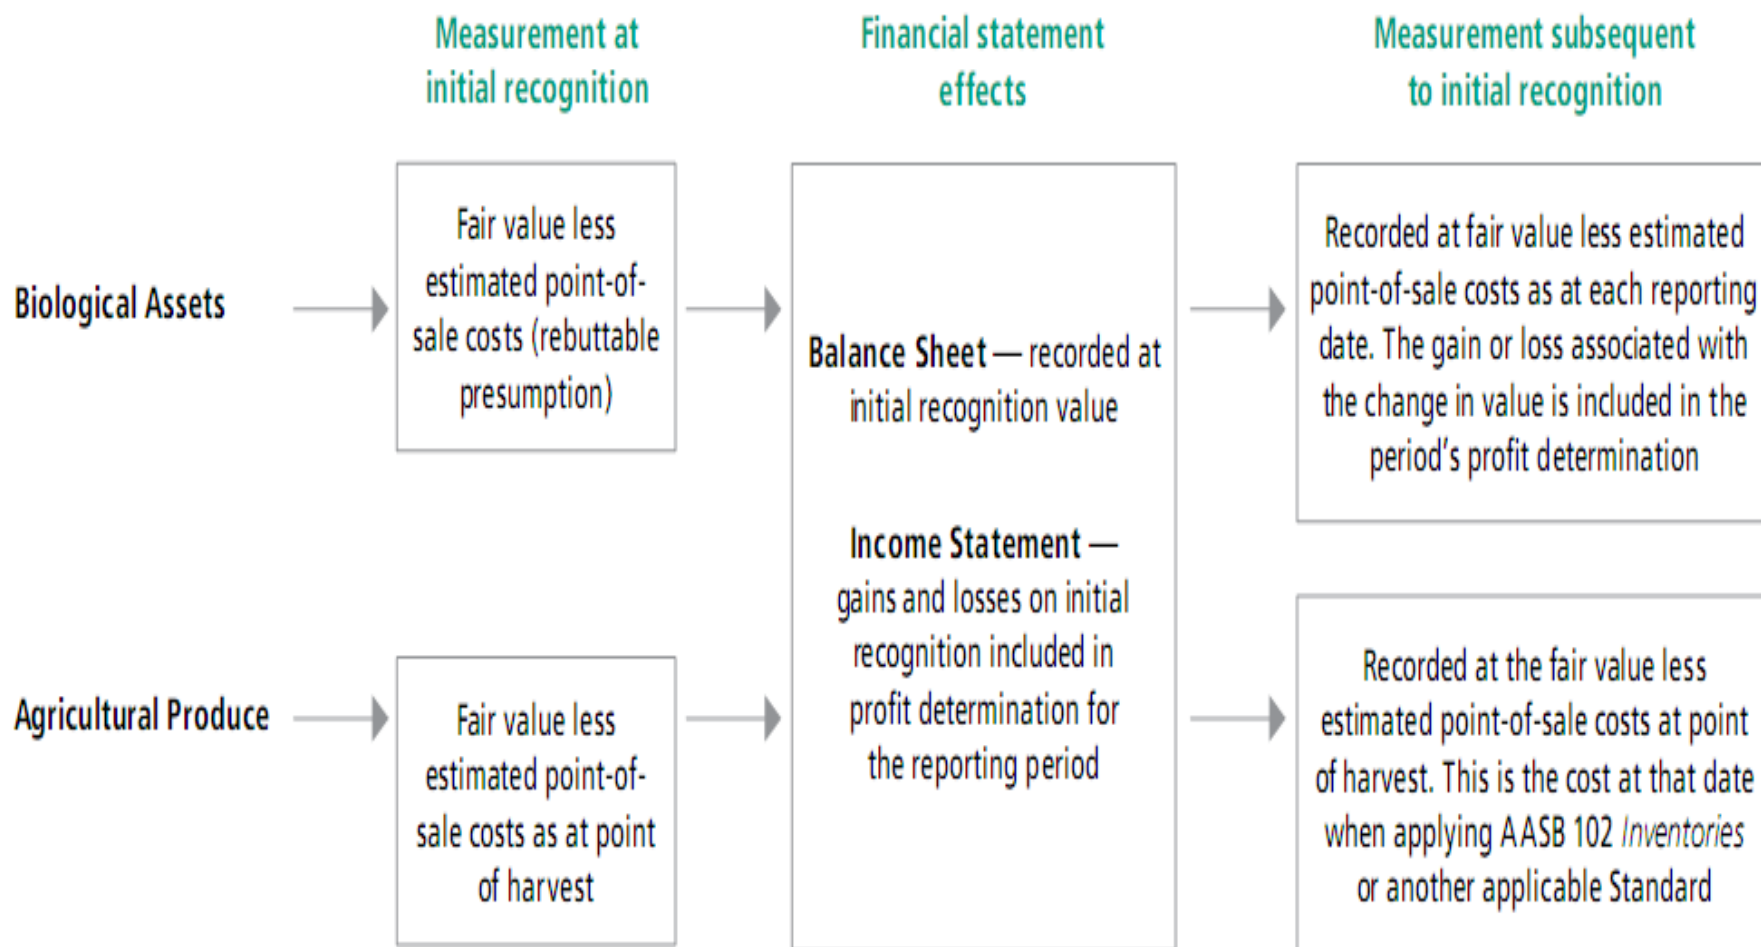 Measurement at
initial recognition
Financial statement
effects
Measurement subsequent
to initial recognition
Biological Assets
Fair value less
estimated point-of-
sale costs (rebuttable
presumption)
Balance Sheet — recorded at
initial recognition value
Income Statement —
gains and losses on initial
recognition included in
profit determination for
the reporting period
Recorded at fair value less estimated
point-of-sale costs as at each reporting
date. The gain or loss associated with
the change in value is included in the
period's profit determination
Agricultural Produce
Fair value less
estimated point-of-
sale costs as at point
of harvest
Recorded at the fair value less
estimated point-of-sale costs at point
of harvest. This is the cost at that date
when applying AASB 102 Inventories
or another applicable Standard